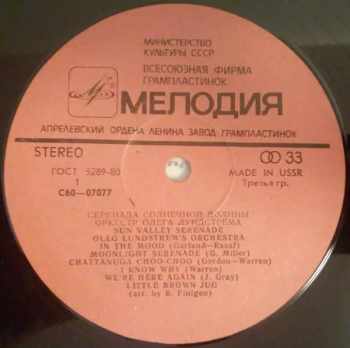 МИНИСТЕРСТВО
КУЛЬТУРЫ СССР
ВСЕСОЮЗНАЯ ФИРМА
ГРАМПЛАСТИНОК
МЕЛОДИЯ
АПРЕЛЕВСКИЙ ОРДЕНА ЛЕНИНА ЗАВОД ГРАМПЛАСТИНОК
STEREO 33
ГОСТ 5289-80 MADE IN USSR
1 Третья гр.
С60-07077
СЕРЕНАДА СОЛНЕЧНОЙ ДОЛИНЫ
ОРКЕСТР ОЛЕГА ЛУНДСТРЕМА
SUN VALLEY SERENADE
OLEG LUNDSTREM'S ORCHESTRA
IN THE MOOD (Garland—Razaf)
MOONLIGHT SERENADE (G. Miller)
CHATTANUGA CHOO-CHOO (Gordon—Warren)
I KNOW WHY (Warren)
WE'RE HERE AGAIN (J. Gray)
LITTLE BROWN JUG
(arr. by B. Finigen)